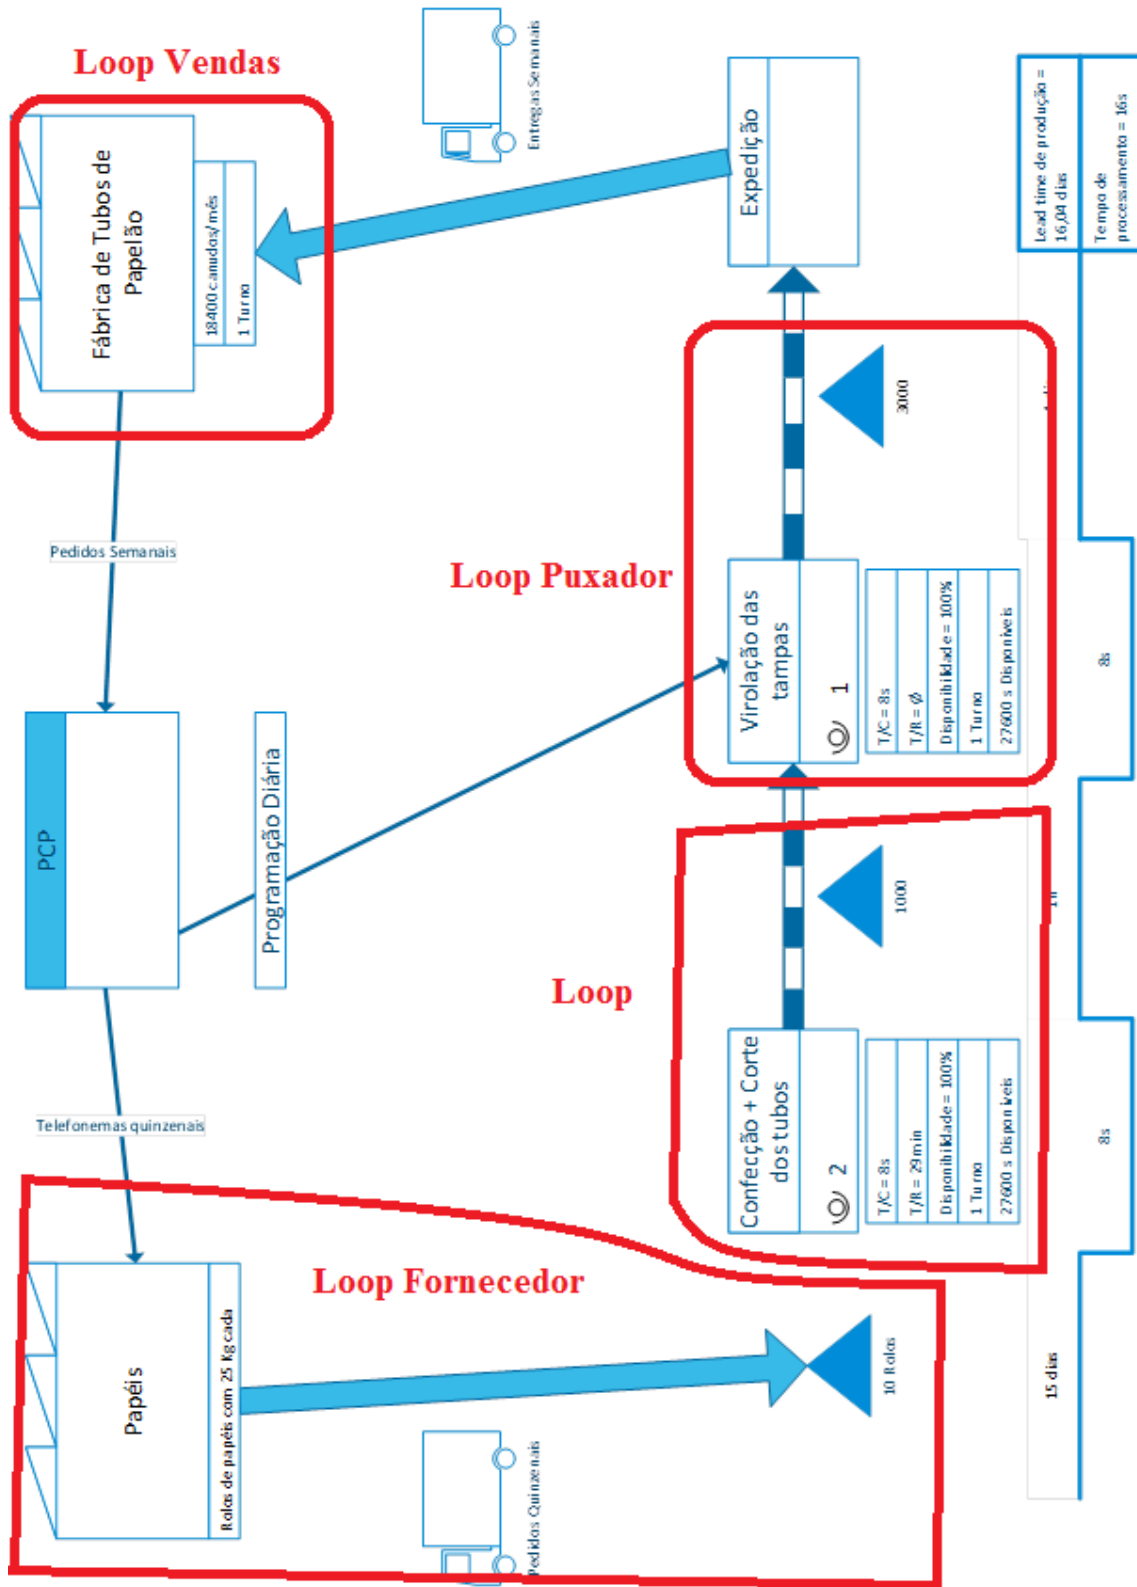 Loop Vendas
Fábrica de Tubos de
Papelão
18400 canudos/mês
1 Turno
Entregas Semanais
Expedição
Lead time de produção =
16,04 dias
Tempo de
processamento = 16s
Pedidos Semanais
PCP
Programação Diária
Loop Puxador
Virolação das
tampas
1
T/C = 8s
T/R = Ø
Disponibilidade = 100%
1 Turno
27600 s Disponíveis
3000
8s
Loop
Confecção + Corte
dos tubos
2
T/C = 8s
T/R = 29min
Disponibilidade = 100%
1 Turno
27600 s Disponíveis
1000
8s
Telefonemas quinzenais
Loop Fornecedor
Papéis
Rolos de papéis com 25 Kg cada
Pedidos Quinzenais
10 Rolos
15 dias